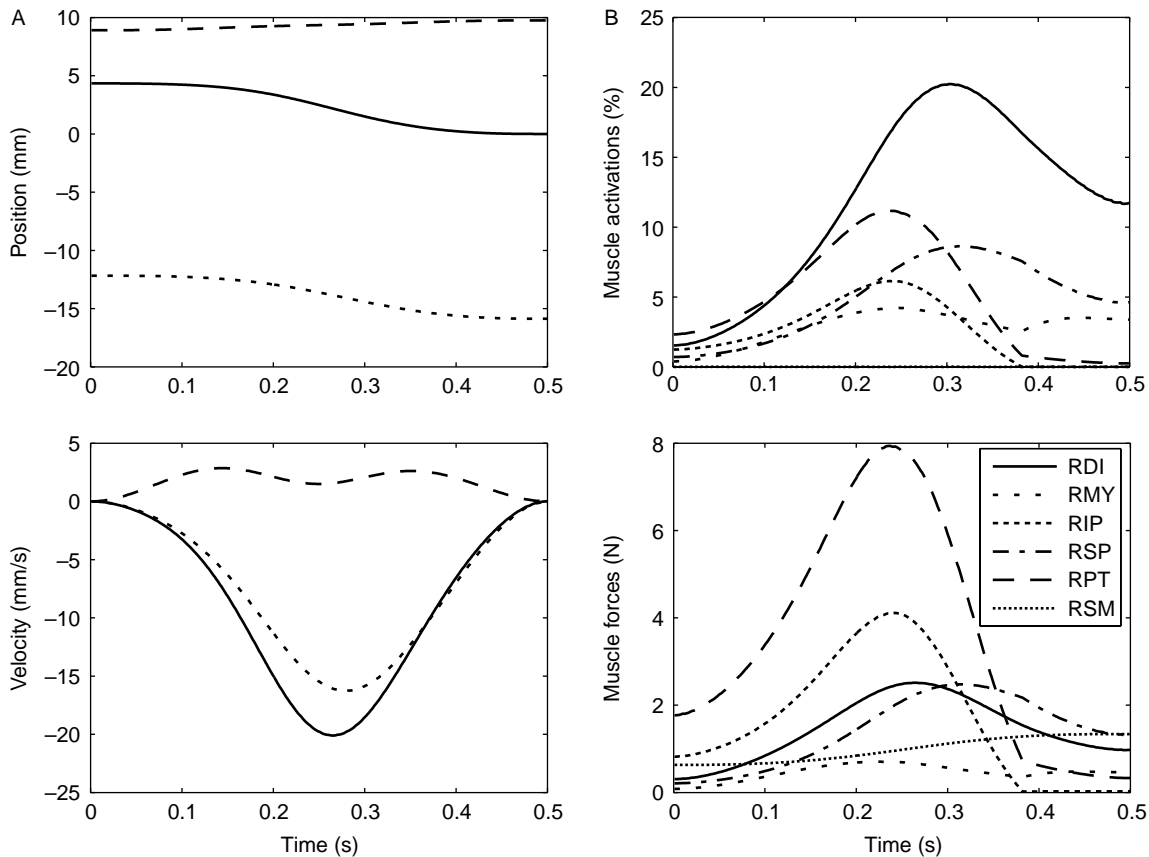 A
10
5
0
–5
–10
–15
–20
Position (mm)
0 0.1 0.2 0.3 0.4 0.5
B
25
20
15
10
5
0
Muscle activations (%)
0 0.1 0.2 0.3 0.4 0.5
5
0
–5
–10
–15
–20
–25
Velocity (mm/s)
0 0.1 0.2 0.3 0.4 0.5
Time (s)
8
6
4
2
0
Muscle forces (N)
RDI
RMY
RIP
RSP
RPT
RSM
0 0.1 0.2 0.3 0.4 0.5
Time (s)